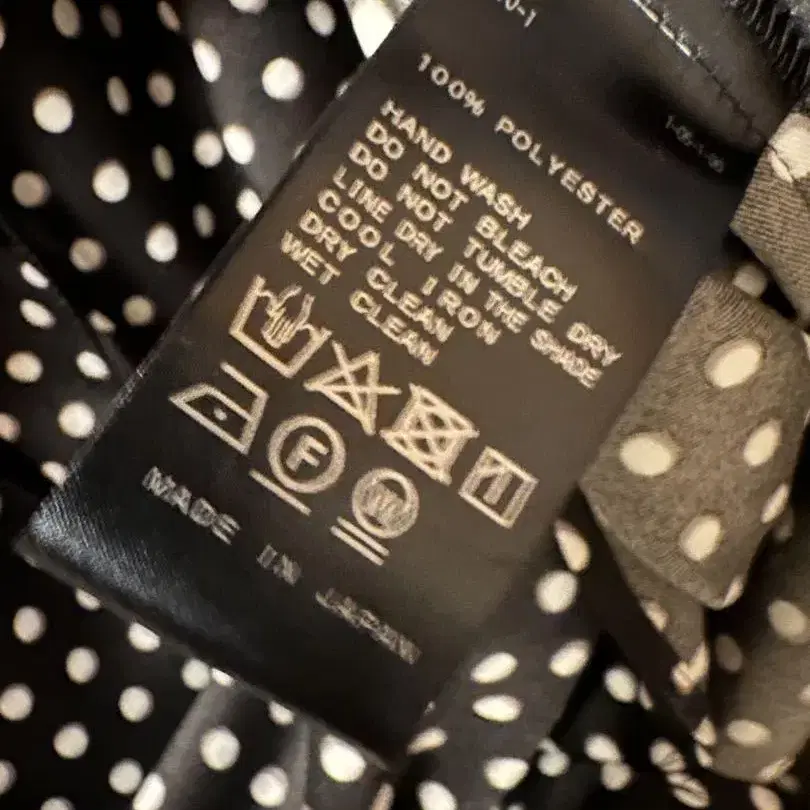 100% POLYESTER
HAND WASH
DO NOT BLEACH
DO NOT TUMBLE DRY
LINE DRY IN THE SHADE
COOL IRON
DRY CLEAN
WET CLEAN
F
W
MADE IN JAPAN